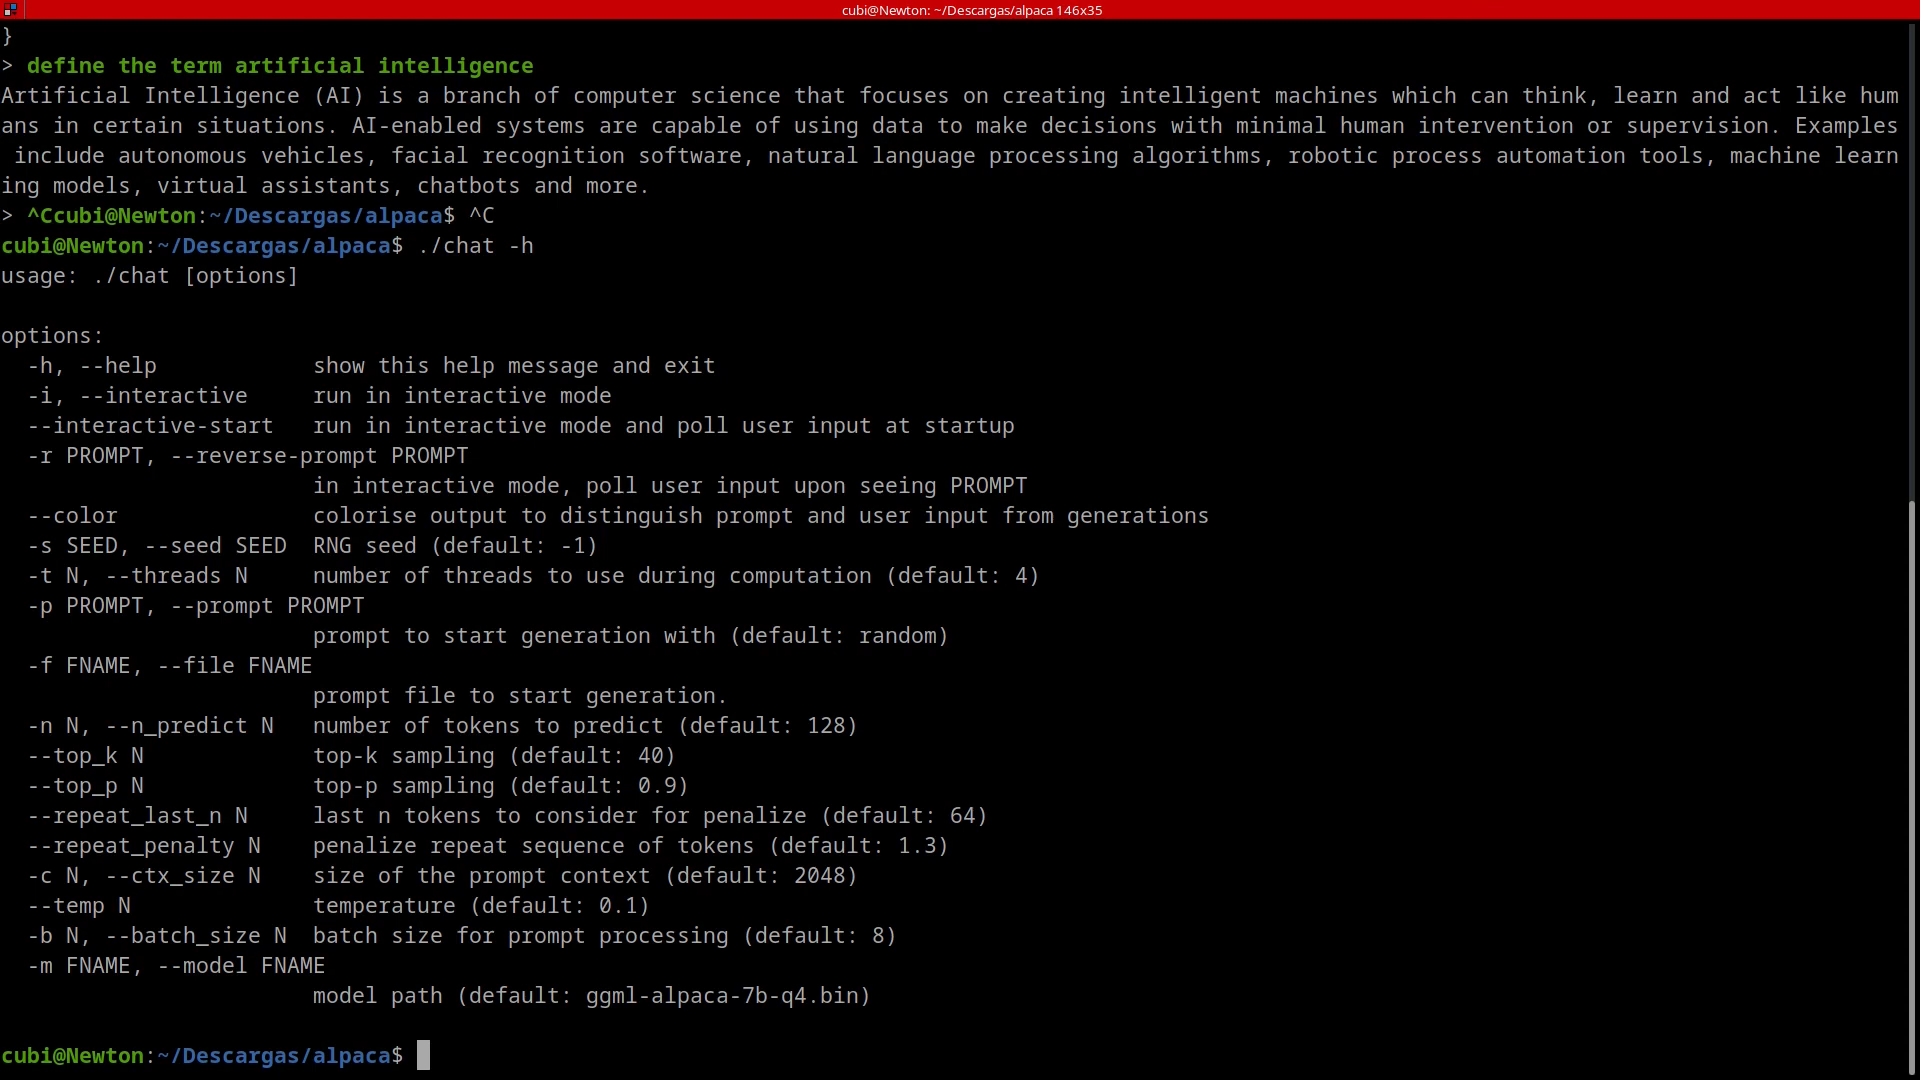 cubi@Newton: ~/Descargas/alpaca 146x35
}
> define the term artificial intelligence
Artificial Intelligence (AI) is a branch of computer science that focuses on creating intelligent machines which can think, learn and act like hum
ans in certain situations. AI-enabled systems are capable of using data to make decisions with minimal human intervention or supervision. Examples
 include autonomous vehicles, facial recognition software, natural language processing algorithms, robotic process automation tools, machine learn
ing models, virtual assistants, chatbots and more.
> ^Ccubi@Newton:~/Descargas/alpaca$ ^C
cubi@Newton:~/Descargas/alpaca$ ./chat -h
usage: ./chat [options]

options:
  -h, --help            show this help message and exit
  -i, --interactive     run in interactive mode
  --interactive-start   run in interactive mode and poll user input at startup
  -r PROMPT, --reverse-prompt PROMPT
                        in interactive mode, poll user input upon seeing PROMPT
  --color               colorise output to distinguish prompt and user input from generations
  -s SEED, --seed SEED  RNG seed (default: -1)
  -t N, --threads N     number of threads to use during computation (default: 4)
  -p PROMPT, --prompt PROMPT
                        prompt to start generation with (default: random)
  -f FNAME, --file FNAME
                        prompt file to start generation.
  -n N, --n_predict N   number of tokens to predict (default: 128)
  --top_k N             top-k sampling (default: 40)
  --top_p N             top-p sampling (default: 0.9)
  --repeat_last_n N     last n tokens to consider for penalize (default: 64)
  --repeat_penalty N    penalize repeat sequence of tokens (default: 1.3)
  -c N, --ctx_size N    size of the prompt context (default: 2048)
  --temp N              temperature (default: 0.1)
  -b N, --batch_size N  batch size for prompt processing (default: 8)
  -m FNAME, --model FNAME
                        model path (default: ggml-alpaca-7b-q4.bin)

cubi@Newton:~/Descargas/alpaca$